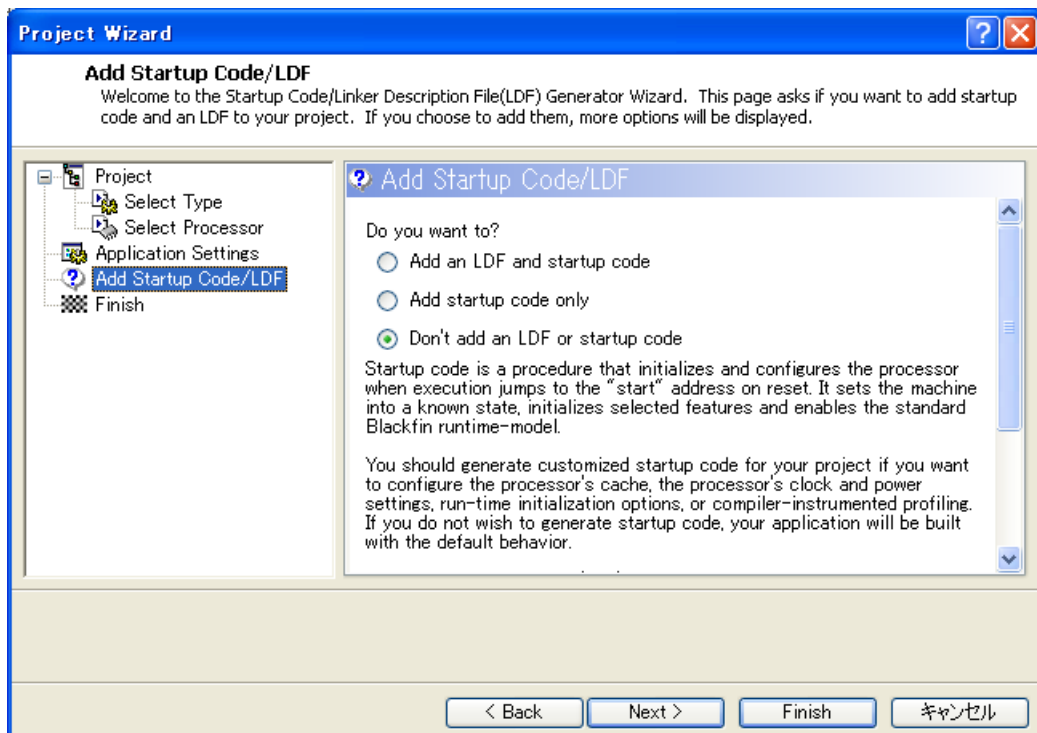 Project Wizard
Add Startup Code/LDF
Welcome to the Startup Code/Linker Description File(LDF) Generator Wizard. This page asks if you want to add startup
code and an LDF to your project. If you choose to add them, more options will be displayed.
Project
Select Type
Select Processor
Application Settings
Add Startup Code/LDF
Finish
Add Startup Code/LDF
Do you want to?
Add an LDF and startup code
Add startup code only
Don't add an LDF or startup code
Startup code is a procedure that initializes and configures the processor
when execution jumps to the "start" address on reset. It sets the machine
into a known state, initializes selected features and enables the standard
Blackfin runtime-model.
You should generate customized startup code for your project if you want
to configure the processor's cache, the processor's clock and power
settings, run-time initialization options, or compiler-instrumented profiling.
If you do not wish to generate startup code, your application will be built
with the default behavior.
< Back
Next >
Finish
キャンセル